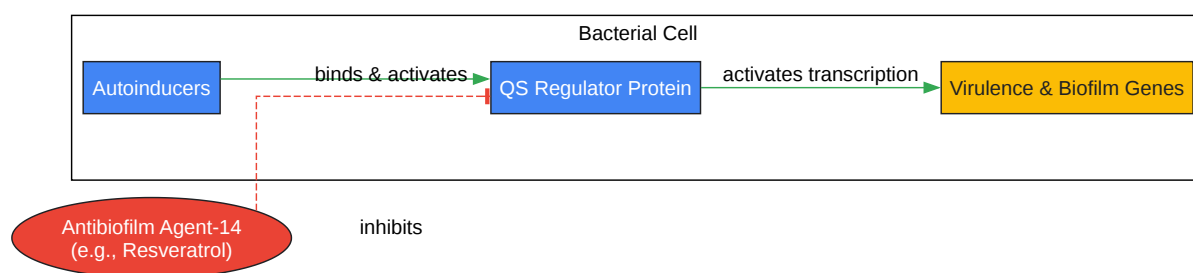 Bacterial Cell
Autoinducers
binds & activates
QS Regulator Protein
activates transcription
Virulence & Biofilm Genes
Antibiofilm Agent-14
(e.g., Resveratrol)
inhibits